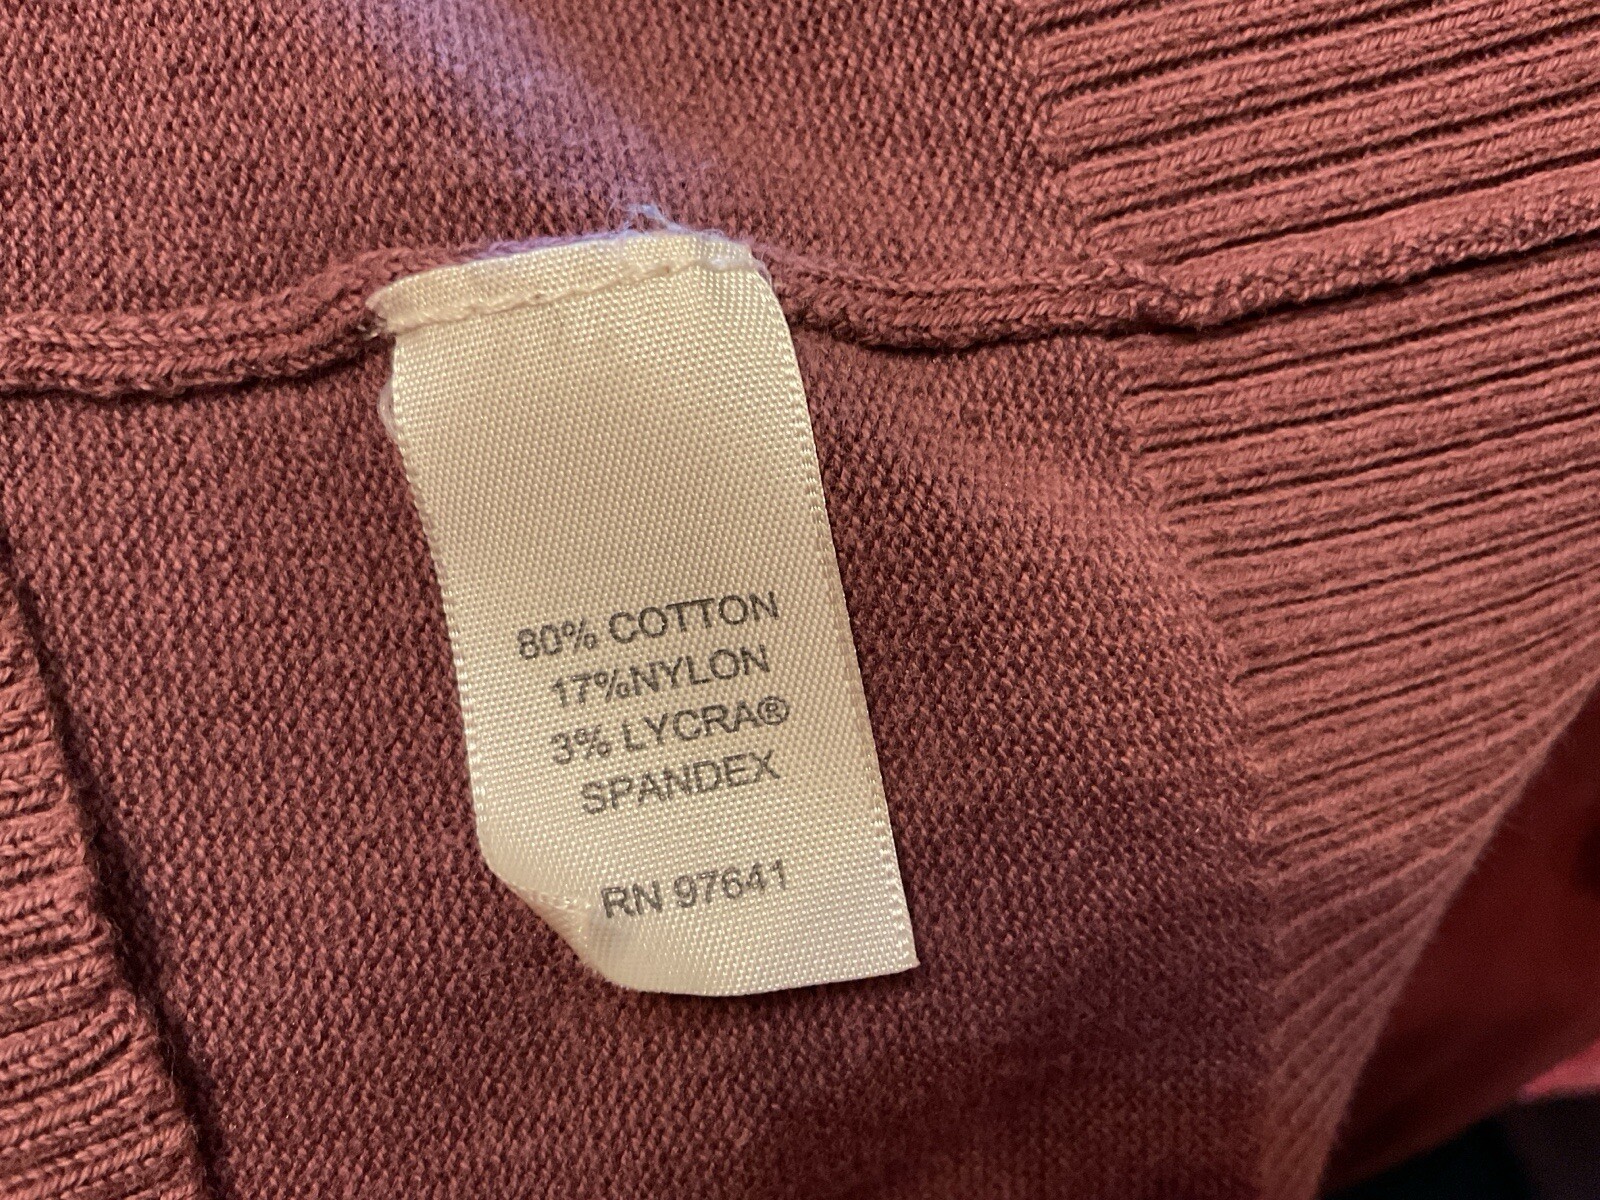 80% COTTON
17%NYLON
3% LYCRA®
SPANDEX
RN 97641